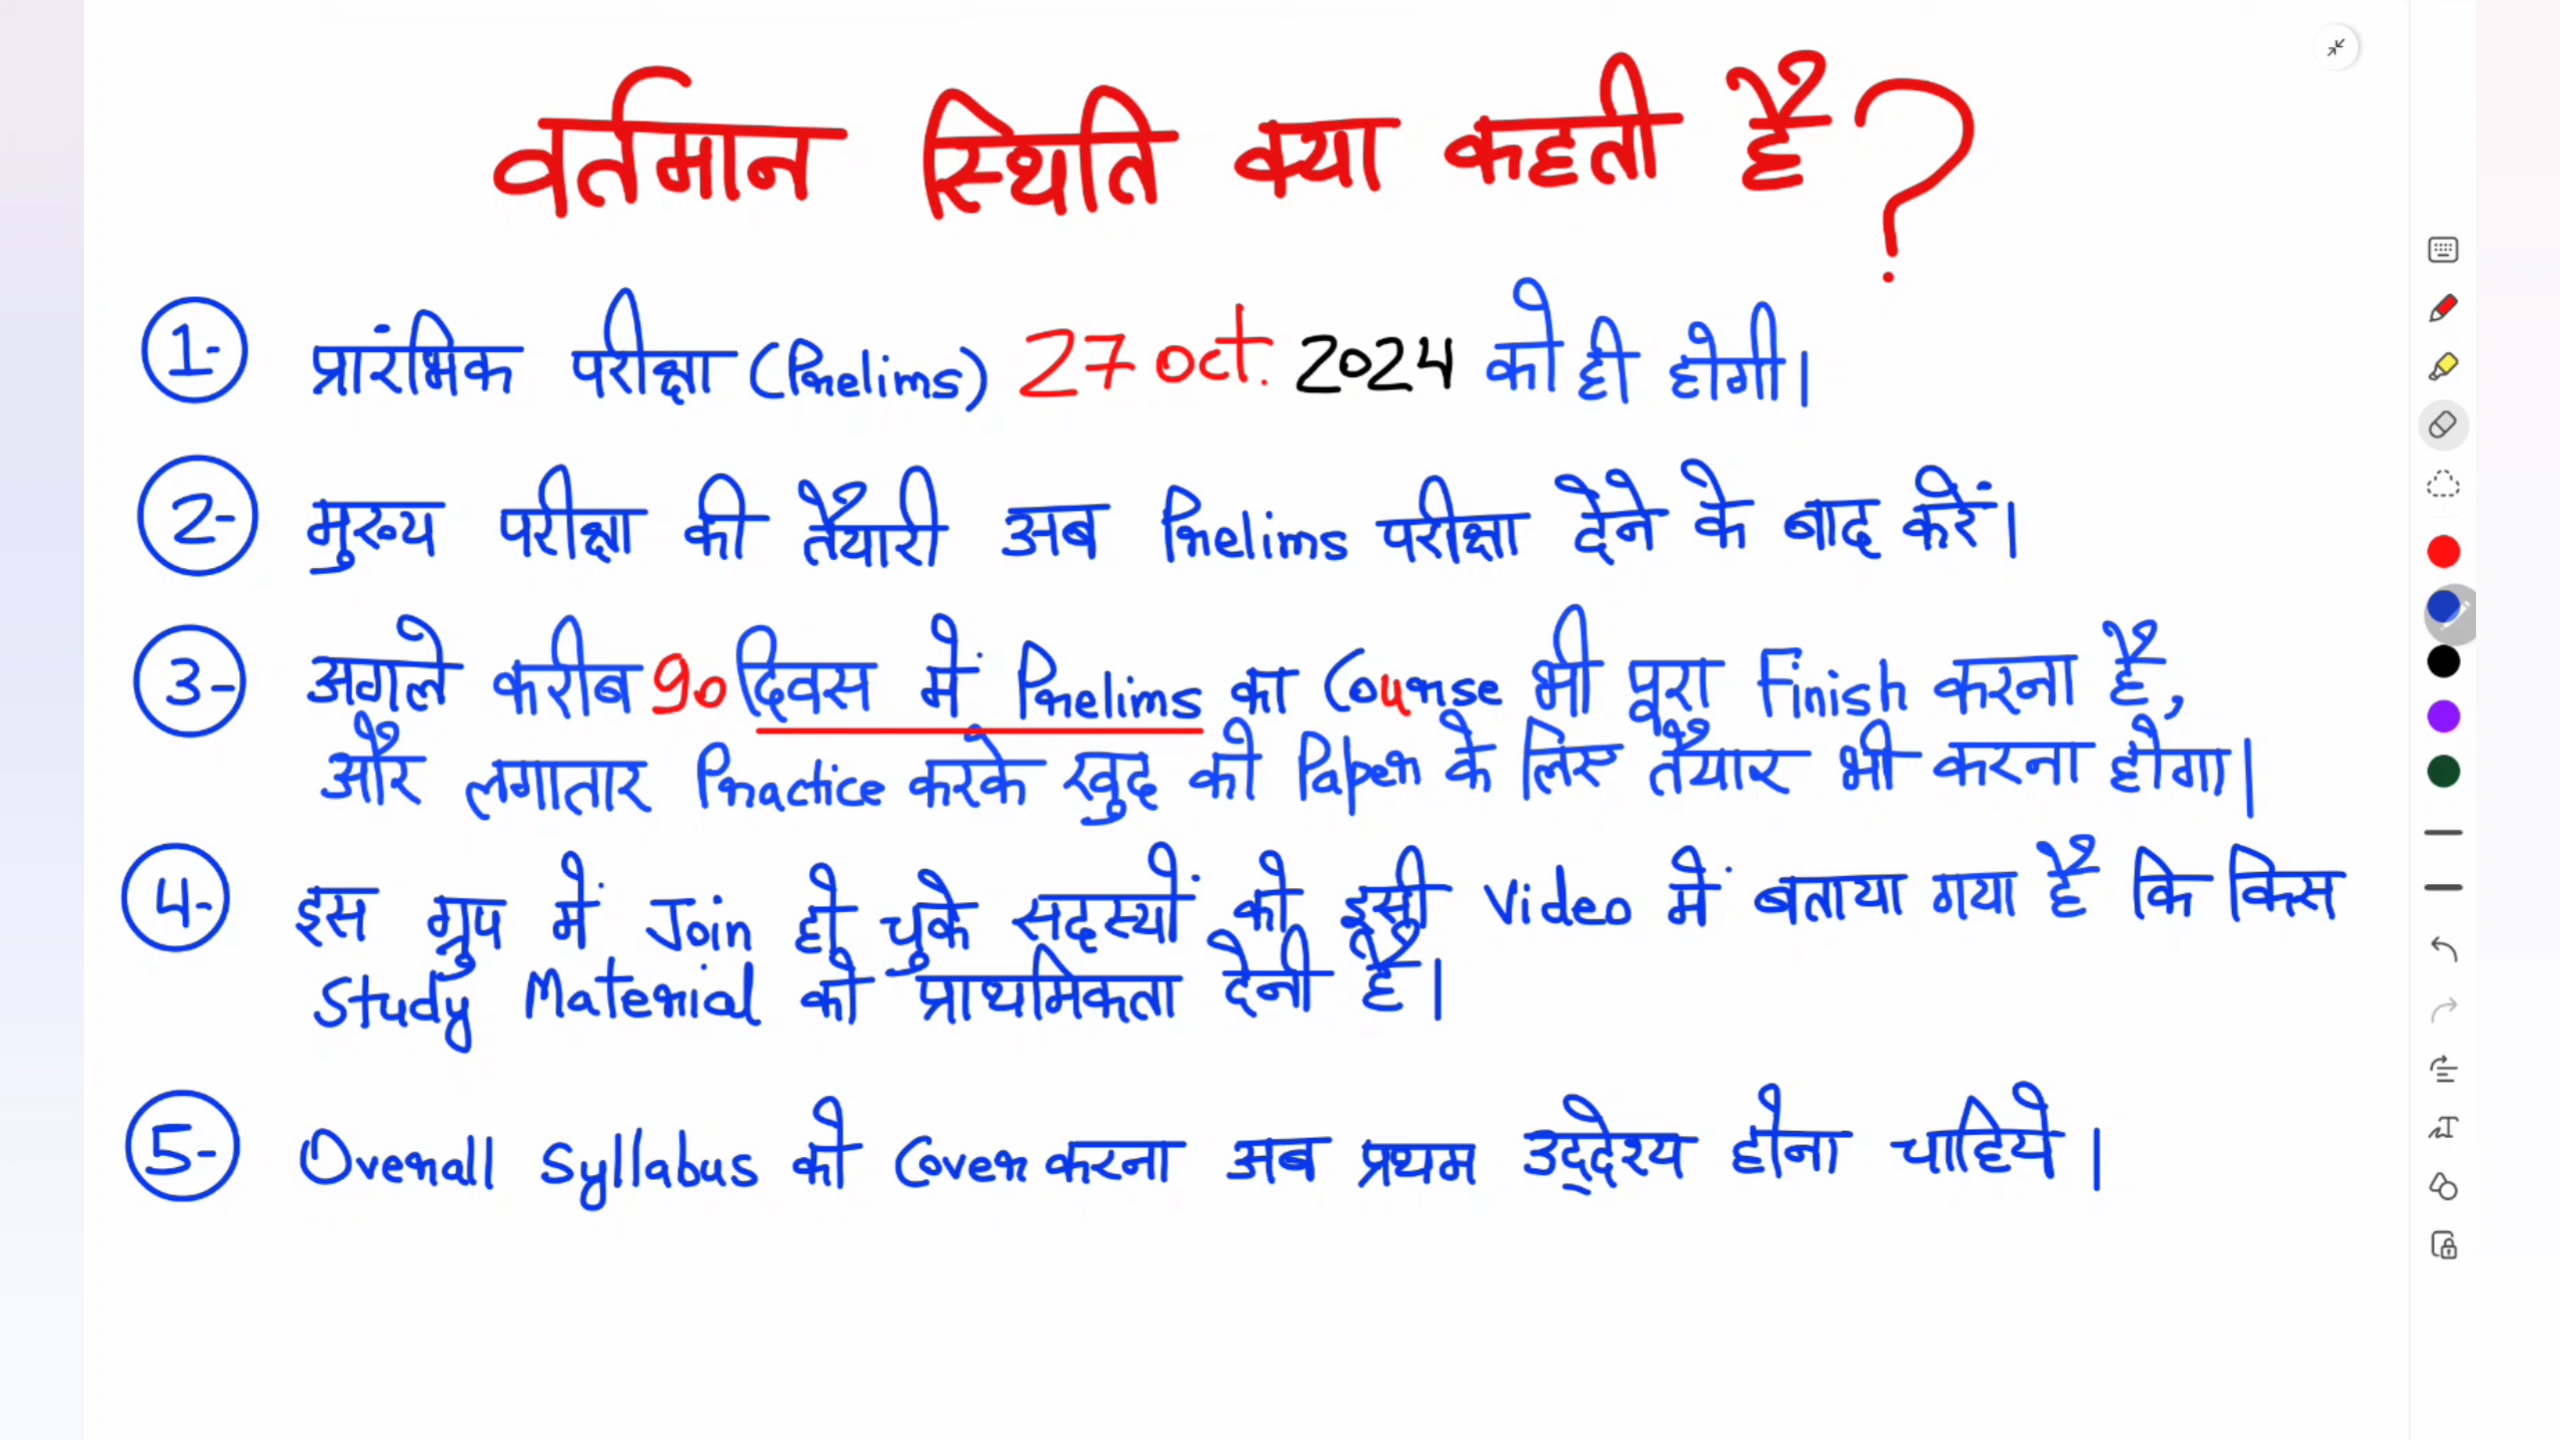 वर्तमान स्थिति क्या कहती है?
1- प्रारंभिक परीक्षा (Prelims) 27 oct. 2024 को ही होगी।
2- मुख्य परीक्षा की तैयारी अब Prelims परीक्षा देने के बाद करें।
3- अगले करीब 90 दिवस में Prelims का Course भी पूरा Finish करना है,
और लगातार Practice करके खुद को Paper के लिए तैयार भी करना होगा।
4- इस ग्रुप में Join हो चुके सदस्यों को इसी Video में बताया गया है कि किस
Study Material को प्राथमिकता देनी है।
5- Overall Syllabus को Cover करना अब प्रथम उद्देश्य होना चाहिये।